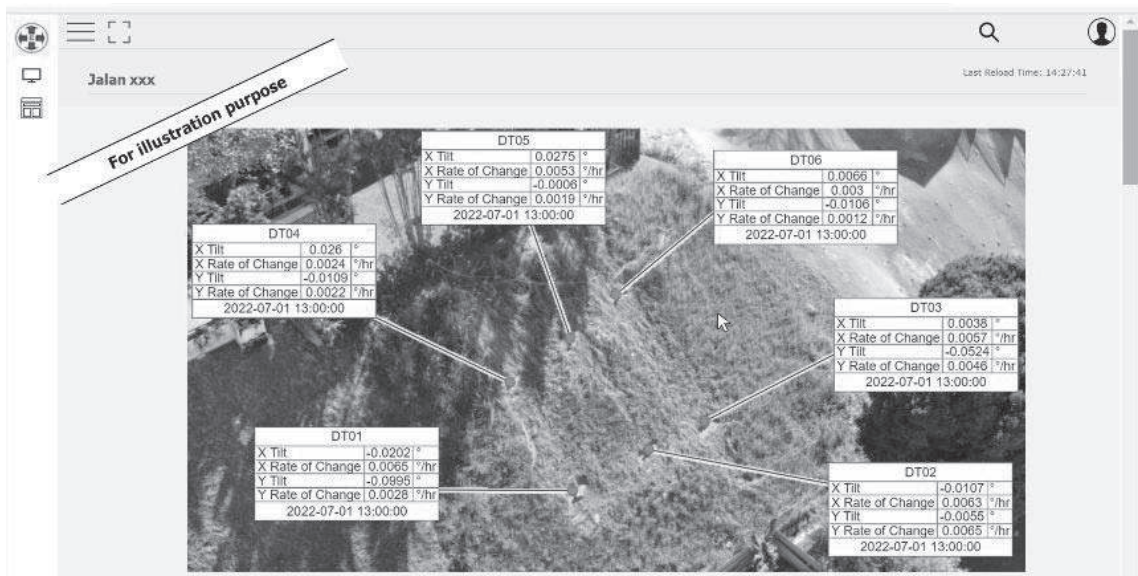 Jalan xxx
Last Reload Time: 14:27:41
For illustration purpose
DT05
X Tilt 0.0275 °
X Rate of Change 0.0053 °/hr
Y Tilt -0.0006 °
Y Rate of Change 0.0019 °/hr
2022-07-01 13:00:00
DT06
X Tilt 0.0066 °
X Rate of Change 0.003 °/hr
Y Tilt -0.0106 °
Y Rate of Change 0.0012 °/hr
2022-07-01 13:00:00
DT04
X Tilt 0.026 °
X Rate of Change 0.0024 °/hr
Y Tilt -0.0109 °
Y Rate of Change 0.0022 °/hr
2022-07-01 13:00:00
DT03
X Tilt 0.0038 °
X Rate of Change 0.0057 °/hr
Y Tilt -0.0524 °
Y Rate of Change 0.0046 °/hr
2022-07-01 13:00:00
DT01
X Tilt -0.0202 °
X Rate of Change 0.0065 °/hr
Y Tilt -0.0995 °
Y Rate of Change 0.0028 °/hr
2022-07-01 13:00:00
DT02
X Tilt -0.0107 °
X Rate of Change 0.0063 °/hr
Y Tilt -0.0055 °
Y Rate of Change 0.0065 °/hr
2022-07-01 13:00:00